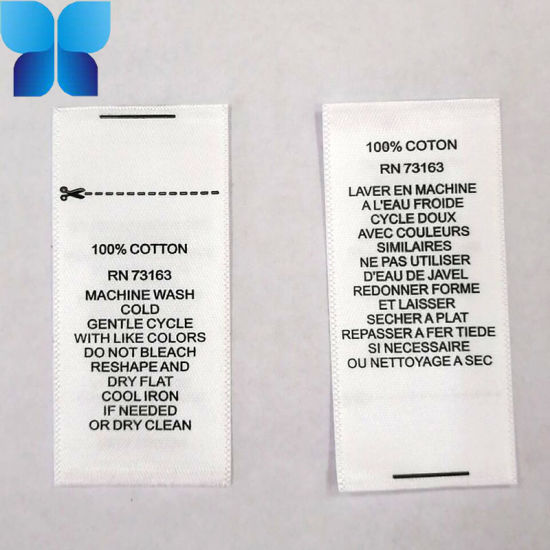 100% COTTON
RN 73163
MACHINE WASH
COLD
GENTLE CYCLE
WITH LIKE COLORS
DO NOT BLEACH
RESHAPE AND
DRY FLAT
COOL IRON
IF NEEDED
OR DRY CLEAN
100% COTON
RN 73163
LAVER EN MACHINE
A L'EAU FROIDE
CYCLE DOUX
AVEC COULEURS
SIMILAIRES
NE PAS UTILISER
D'EAU DE JAVEL
REDONNER FORME
ET LAISSER
SECHER A PLAT
REPASSER A FER TIEDE
SI NECESSAIRE
OU NETTOYAGE A SEC